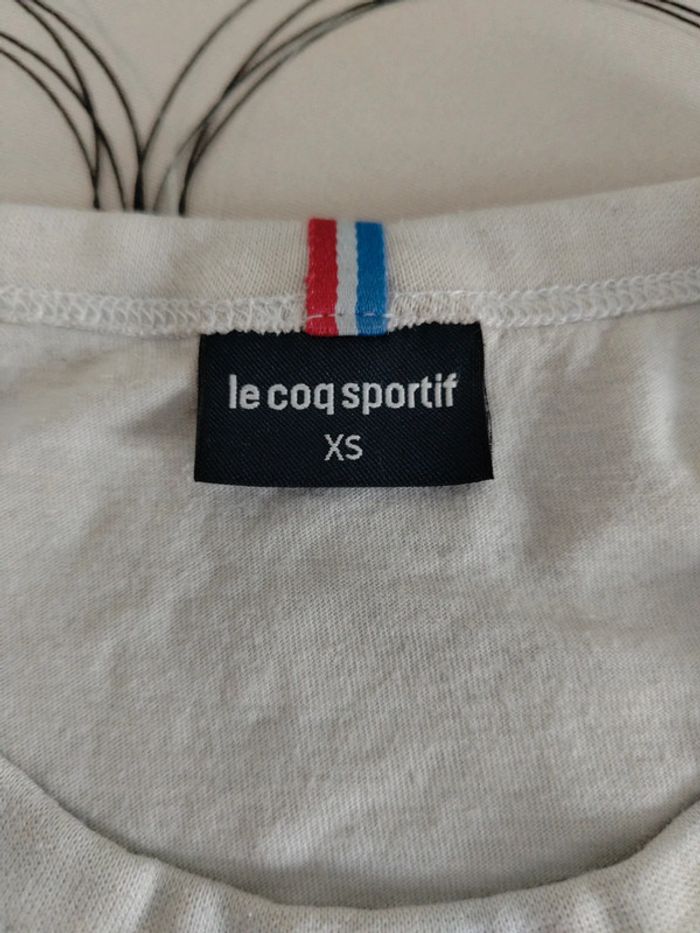 le coq sportif
XS